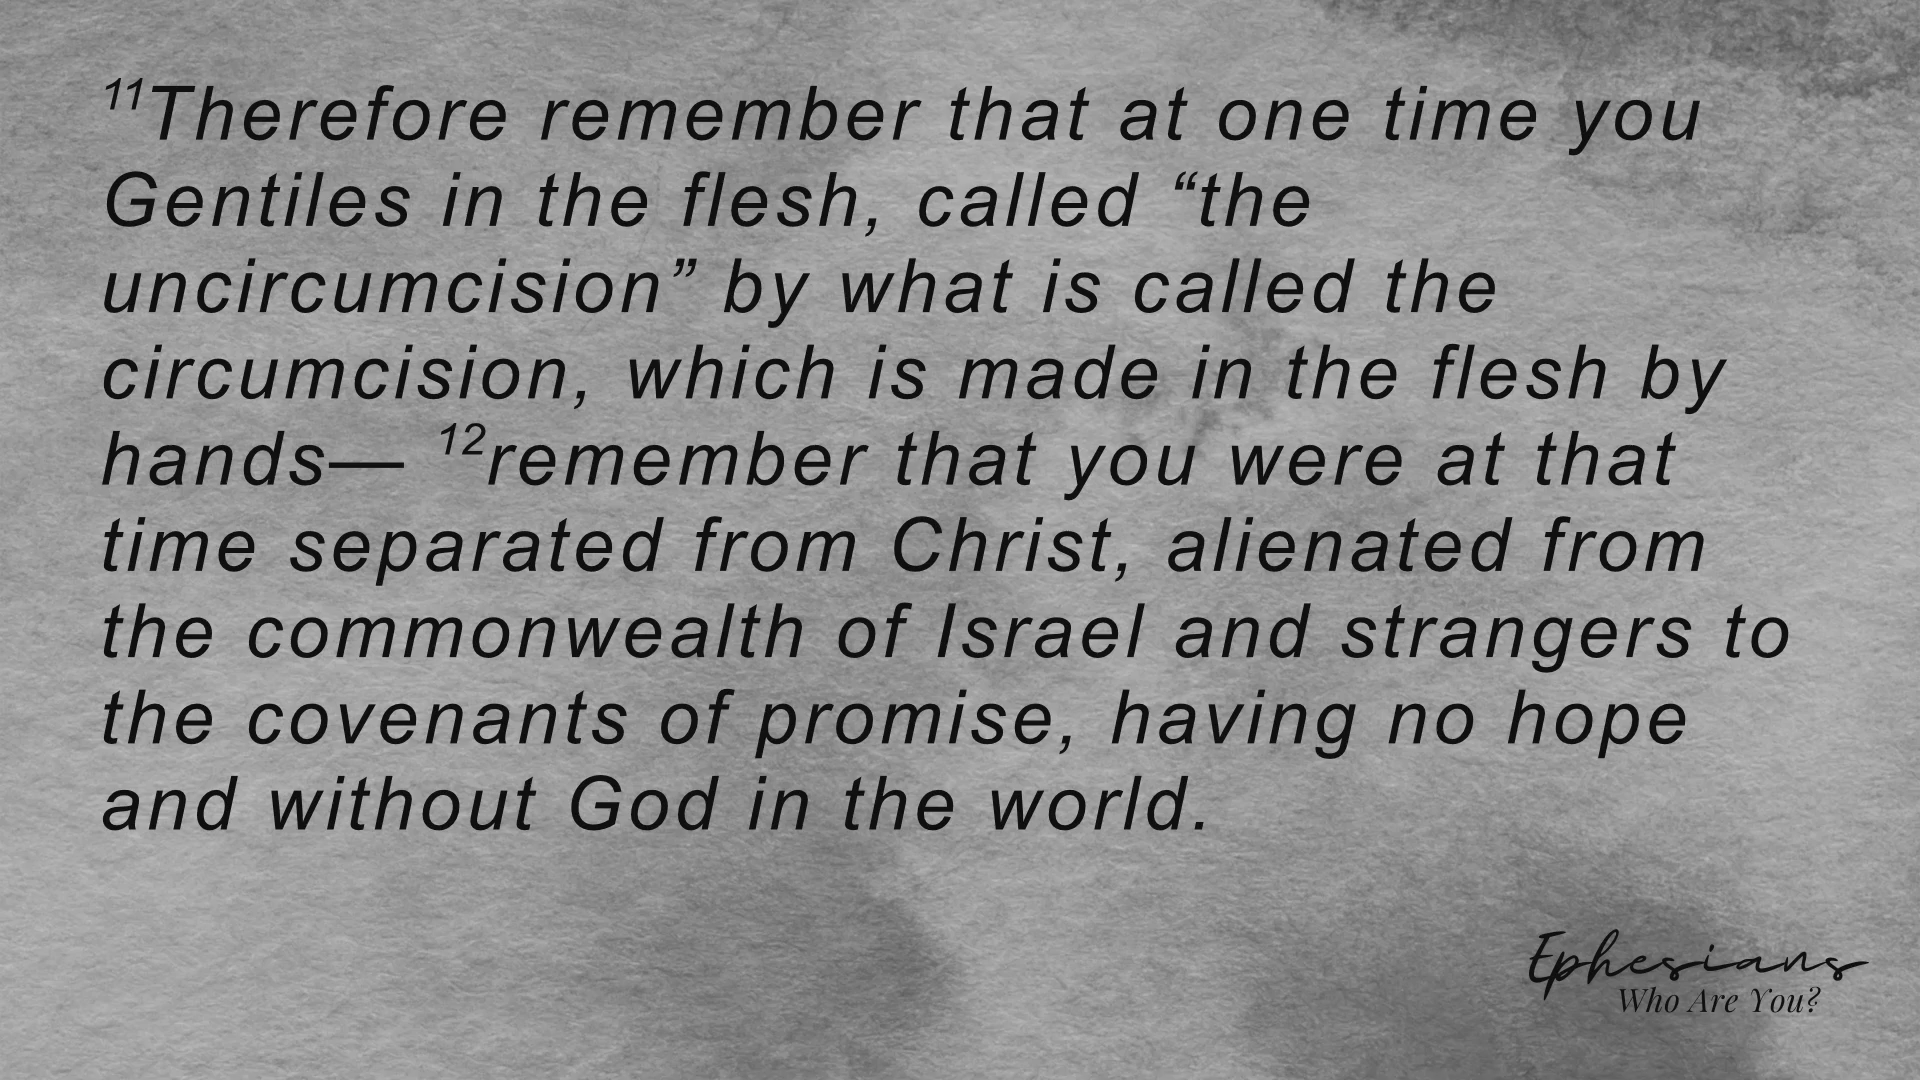 11Therefore remember that at one time you
Gentiles in the flesh, called “the
uncircumcision” by what is called the
circumcision, which is made in the flesh by
hands— 12remember that you were at that
time separated from Christ, alienated from
the commonwealth of Israel and strangers to
the covenants of promise, having no hope
and without God in the world.
Ephesians
Who Are You?